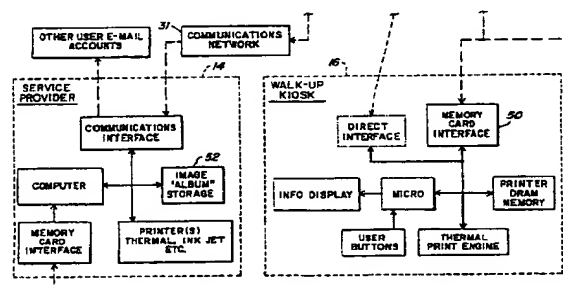 31
OTHER USER E-MAIL
ACCOUNTS
COMMUNICATIONS
NETWORK
14
SERVICE
PROVIDER
COMMUNICATIONS
INTERFACE
52
COMPUTER
IMAGE
"ALBUM"
STORAGE
MEMORY
CARD
INTERFACE
PRINTER(S)
THERMAL, INK JET
ETC.
16
WALK-UP
KIOSK
DIRECT
INTERFACE
MEMORY
CARD
INTERFACE
50
INFO DISPLAY
MICRO
PRINTER
DRAM
MEMORY
USER
BUTTONS
THERMAL
PRINT ENGINE